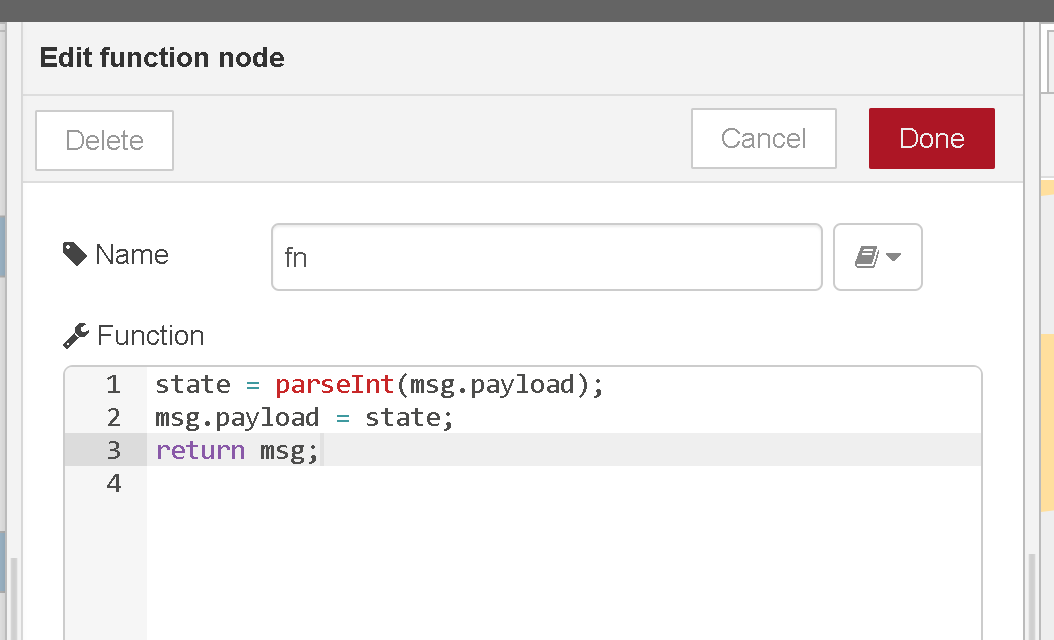 Edit function node
Delete
Cancel
Done
Name
fn
Function
1 state = parseInt(msg.payload);
2 msg.payload = state;
3 return msg;
4